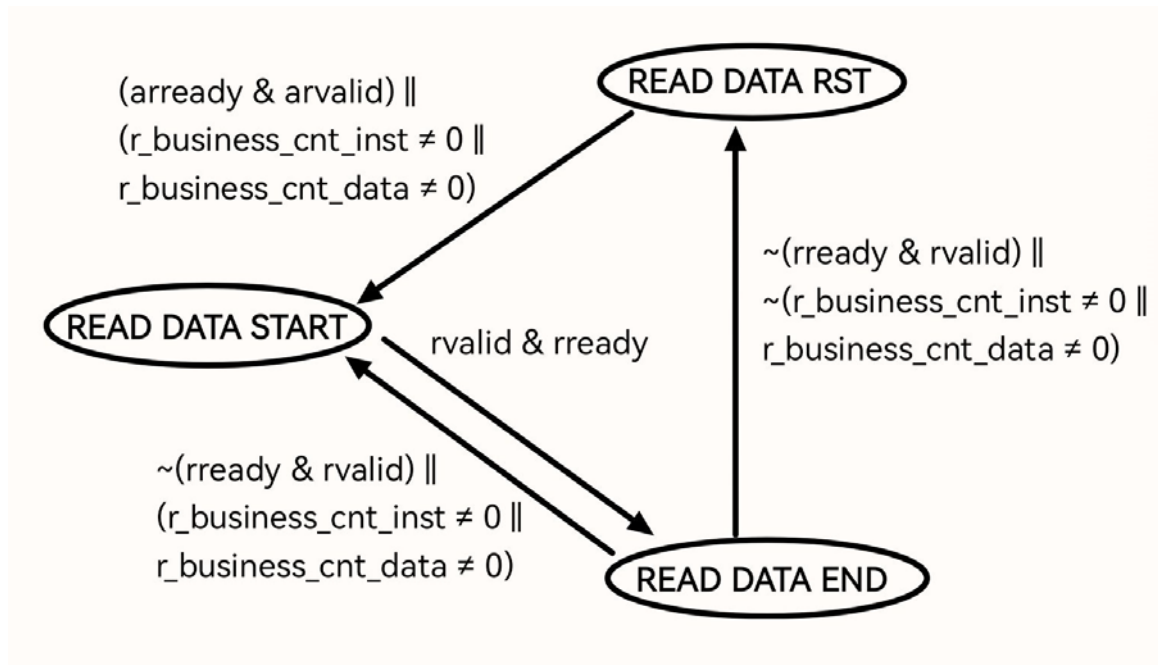 READ DATA RST
(arready & arvalid) ||
(r_business_cnt_inst ≠ 0 ||
r_business_cnt_data ≠ 0)
~(rready & rvalid) ||
~(r_business_cnt_inst ≠ 0 ||
r_business_cnt_data ≠ 0)
READ DATA START
rvalid & rready
~(rready & rvalid) ||
(r_business_cnt_inst ≠ 0 ||
r_business_cnt_data ≠ 0)
READ DATA END